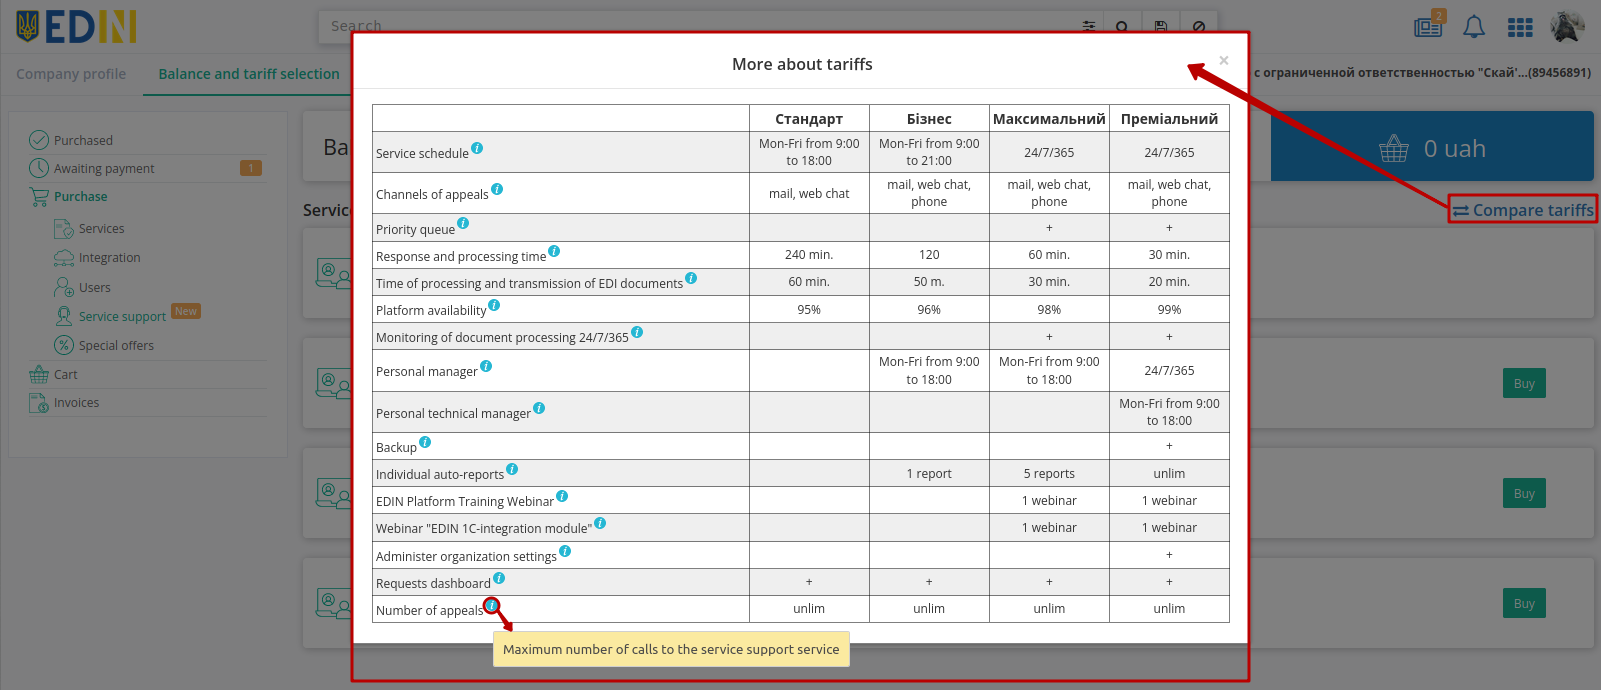 EDIN
Search
2
Company profile
Balance and tariff selection
с ограниченной ответственностью "Скай'...(89456891)
More about tariffs
×
Purchased
Awaiting payment 1
Purchase
Services
Integration
Users
Service support New
Special offers
Cart
Invoices
Ba
0 uah
Service
Compare tariffs
Buy
Buy
Buy
Стандарт Бізнес Максимальний Преміальний
Service schedule i Mon-Fri from 9:00 to 18:00 Mon-Fri from 9:00 to 21:00 24/7/365 24/7/365
Channels of appeals i mail, web chat mail, web chat, phone mail, web chat, phone mail, web chat, phone
Priority queue i + +
Response and processing time i 240 min. 120 60 min. 30 min.
Time of processing and transmission of EDI documents i 60 min. 50 m. 30 min. 20 min.
Platform availability i 95% 96% 98% 99%
Monitoring of document processing 24/7/365 i + +
Personal manager i Mon-Fri from 9:00 to 18:00 Mon-Fri from 9:00 to 18:00 24/7/365
Personal technical manager i Mon-Fri from 9:00 to 18:00
Backup i +
Individual auto-reports i 1 report 5 reports unlim
EDIN Platform Training Webinar i 1 webinar 1 webinar
Webinar "EDIN 1C-integration module" i 1 webinar 1 webinar
Administer organization settings i +
Requests dashboard i + + + +
Number of appeals i unlim unlim unlim unlim
Maximum number of calls to the service support service